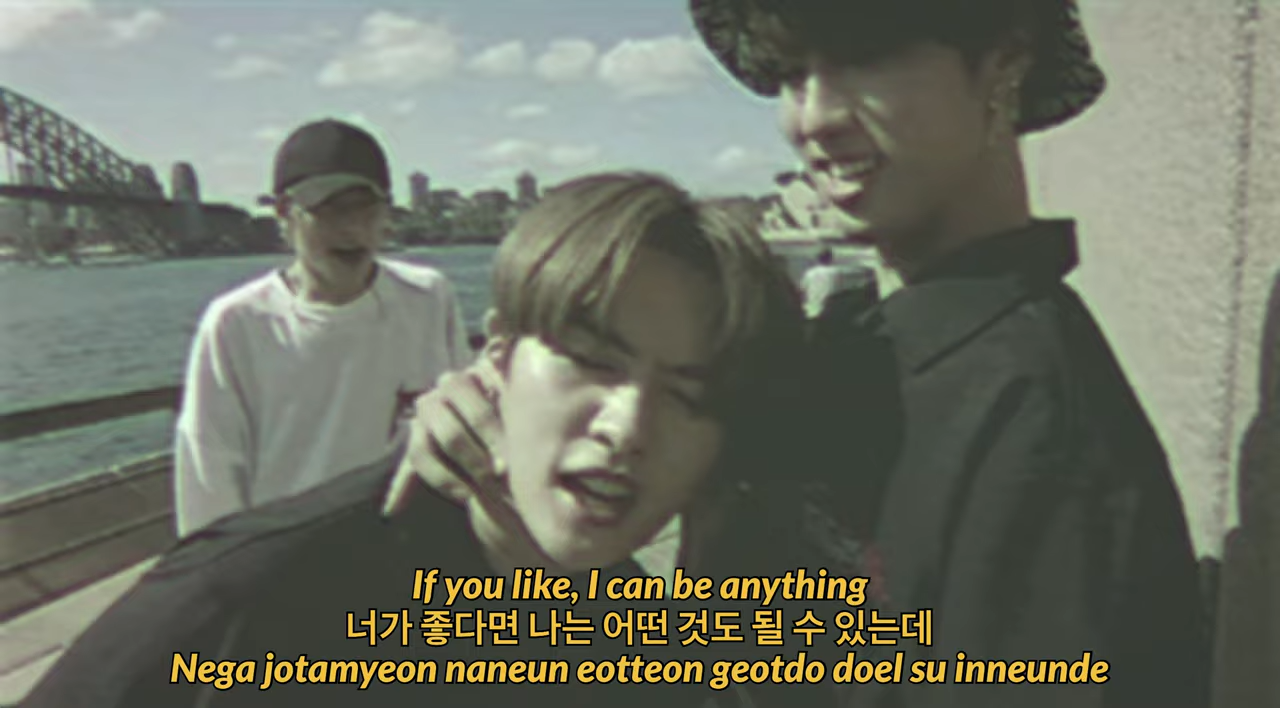 If you like, I can be anything
너가 좋다면 나는 어떤 것도 될 수 있는데
Nega jotamyeon naneun eotteon geotdo doel su inneunde